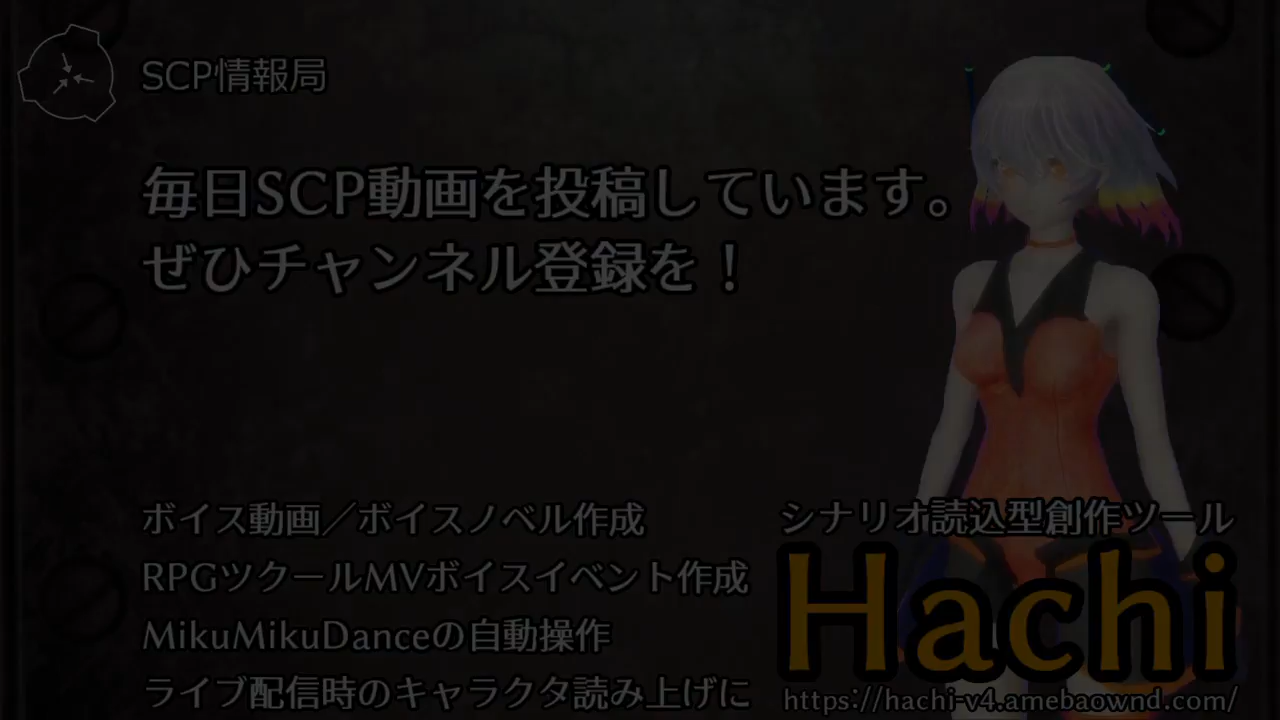 SCP情報局
毎日SCP動画を投稿しています。
ぜひチャンネル登録を！
ボイス動画／ボイスノベル作成
RPGツクールMVボイスイベント作成
MikuMikuDanceの自動操作
ライブ配信時のキャラクタ読み上げに
シナリオ読込型創作ツール
Hachi
https://hachi-v4.amebaownd.com/